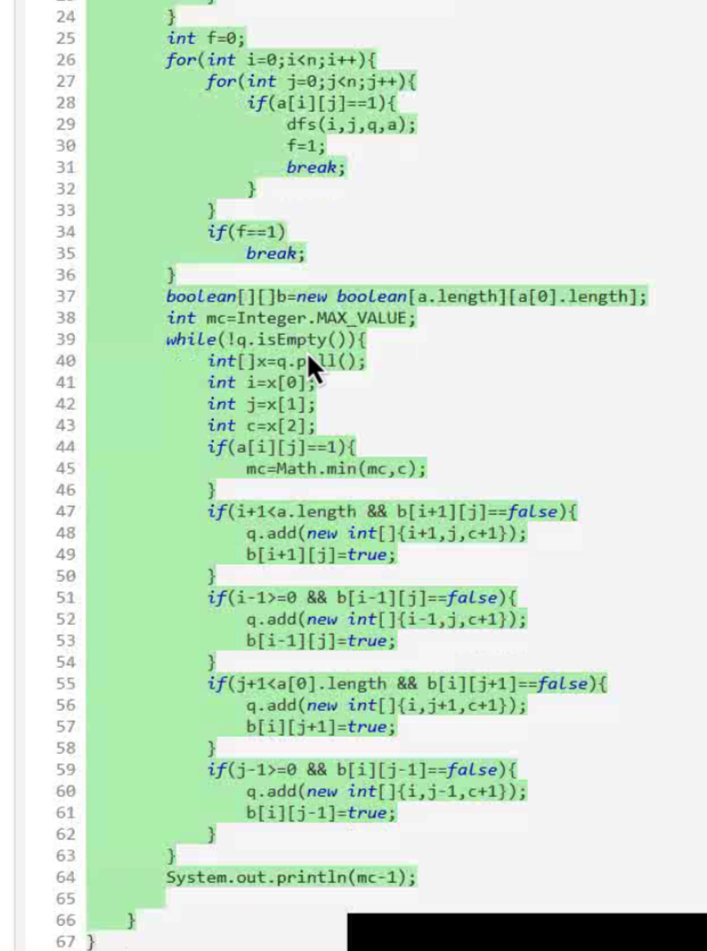 24 }
25 int f=0;
26 for(int i=0;i<n;i++){
27 for(int j=0;j<n;j++){
28 if(a[i][j]==1){
29 dfs(i,j,q,a);
30 f=1;
31 break;
32 }
33 }
34 if(f==1)
35 break;
36 }
37 boolean[][]b=new boolean[a.length][a[0].length];
38 int mc=Integer.MAX_VALUE;
39 while(!q.isEmpty()){
40 int[]x=q.poll();
41 int i=x[0];
42 int j=x[1];
43 int c=x[2];
44 if(a[i][j]==1){
45 mc=Math.min(mc,c);
46 }
47 if(i+1<a.length && b[i+1][j]==false){
48 q.add(new int[]{i+1,j,c+1});
49 b[i+1][j]=true;
50 }
51 if(i-1>=0 && b[i-1][j]==false){
52 q.add(new int[]{i-1,j,c+1});
53 b[i-1][j]=true;
54 }
55 if(j+1<a[0].length && b[i][j+1]==false){
56 q.add(new int[]{i,j+1,c+1});
57 b[i][j+1]=true;
58 }
59 if(j-1>=0 && b[i][j-1]==false){
60 q.add(new int[]{i,j-1,c+1});
61 b[i][j-1]=true;
62 }
63 }
64 System.out.println(mc-1);
65
66 }
67 }